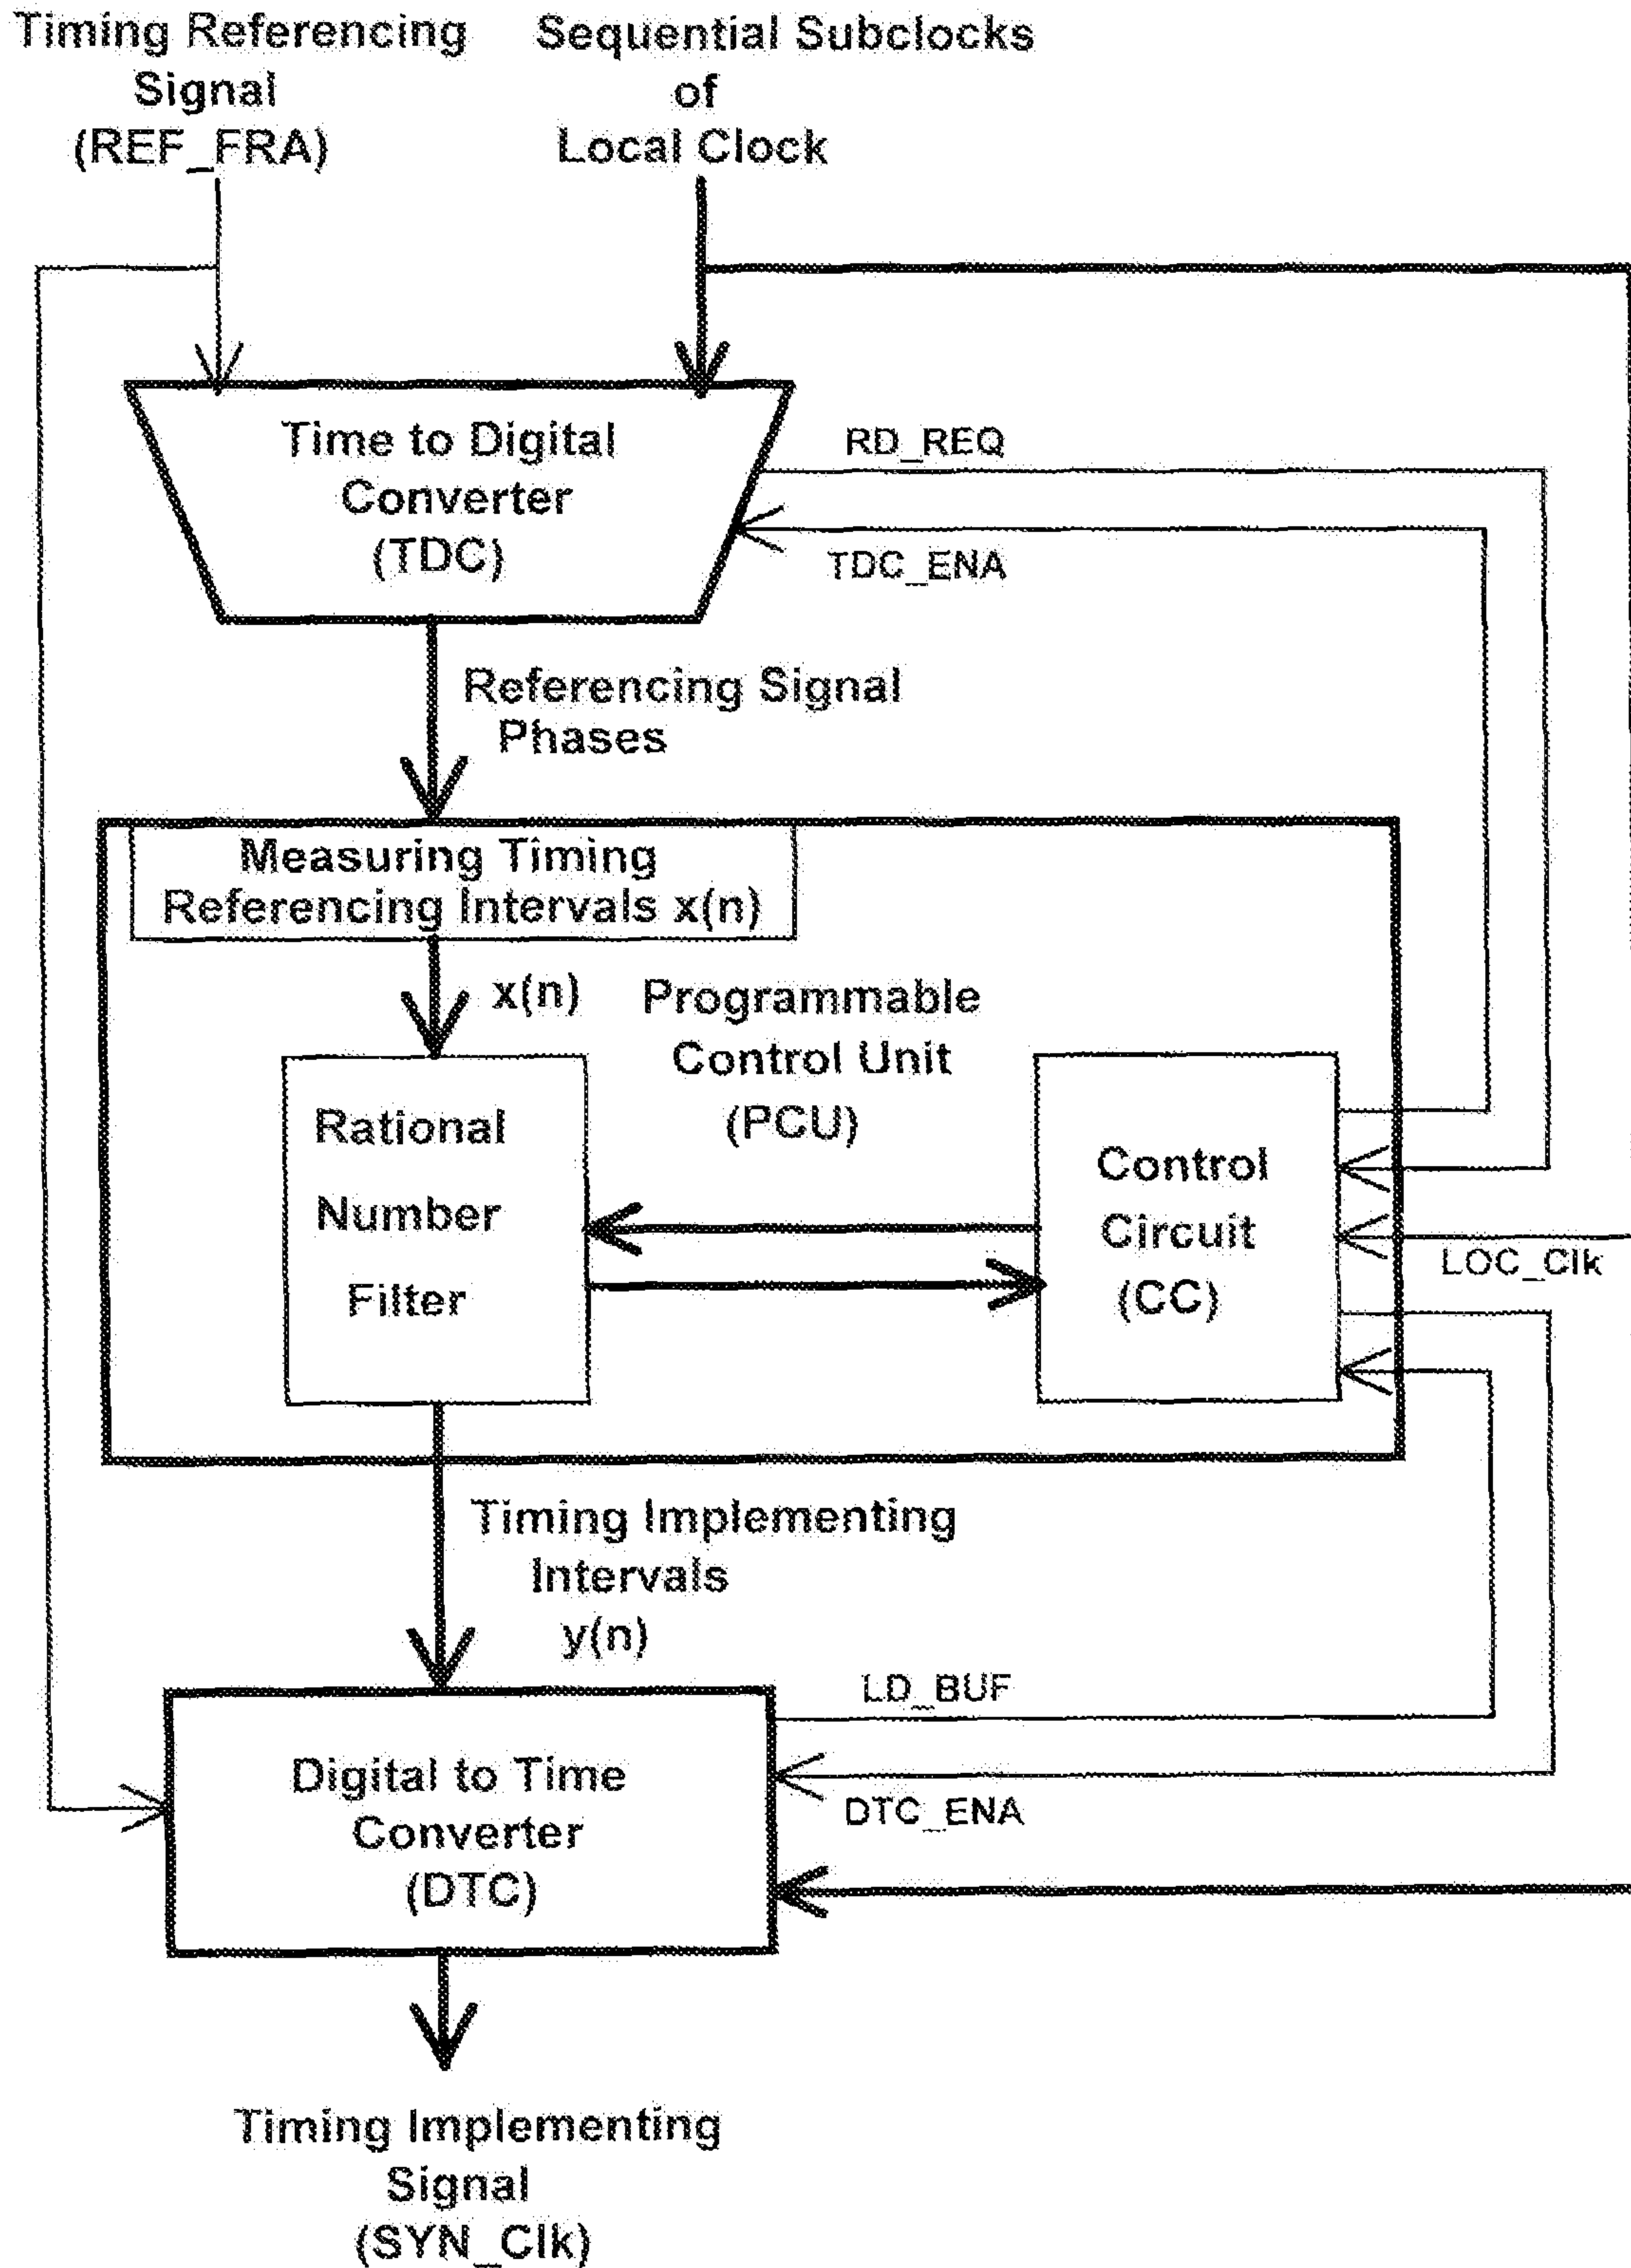 Timing Referencing
Signal
(REF_FRA)
Sequential Subclocks
of
Local Clock
Time to Digital
Converter
(TDC)
RD_REQ
TDC_ENA
Referencing Signal
Phases
Measuring Timing
Referencing Intervals x(n)
x(n)
Programmable
Control Unit
(PCU)
Rational
Number
Filter
Control
Circuit
(CC)
LOC_Clk
Timing Implementing
Intervals
y(n)
LD_BUF
Digital to Time
Converter
(DTC)
DTC_ENA
Timing Implementing
Signal
(SYN_Clk)